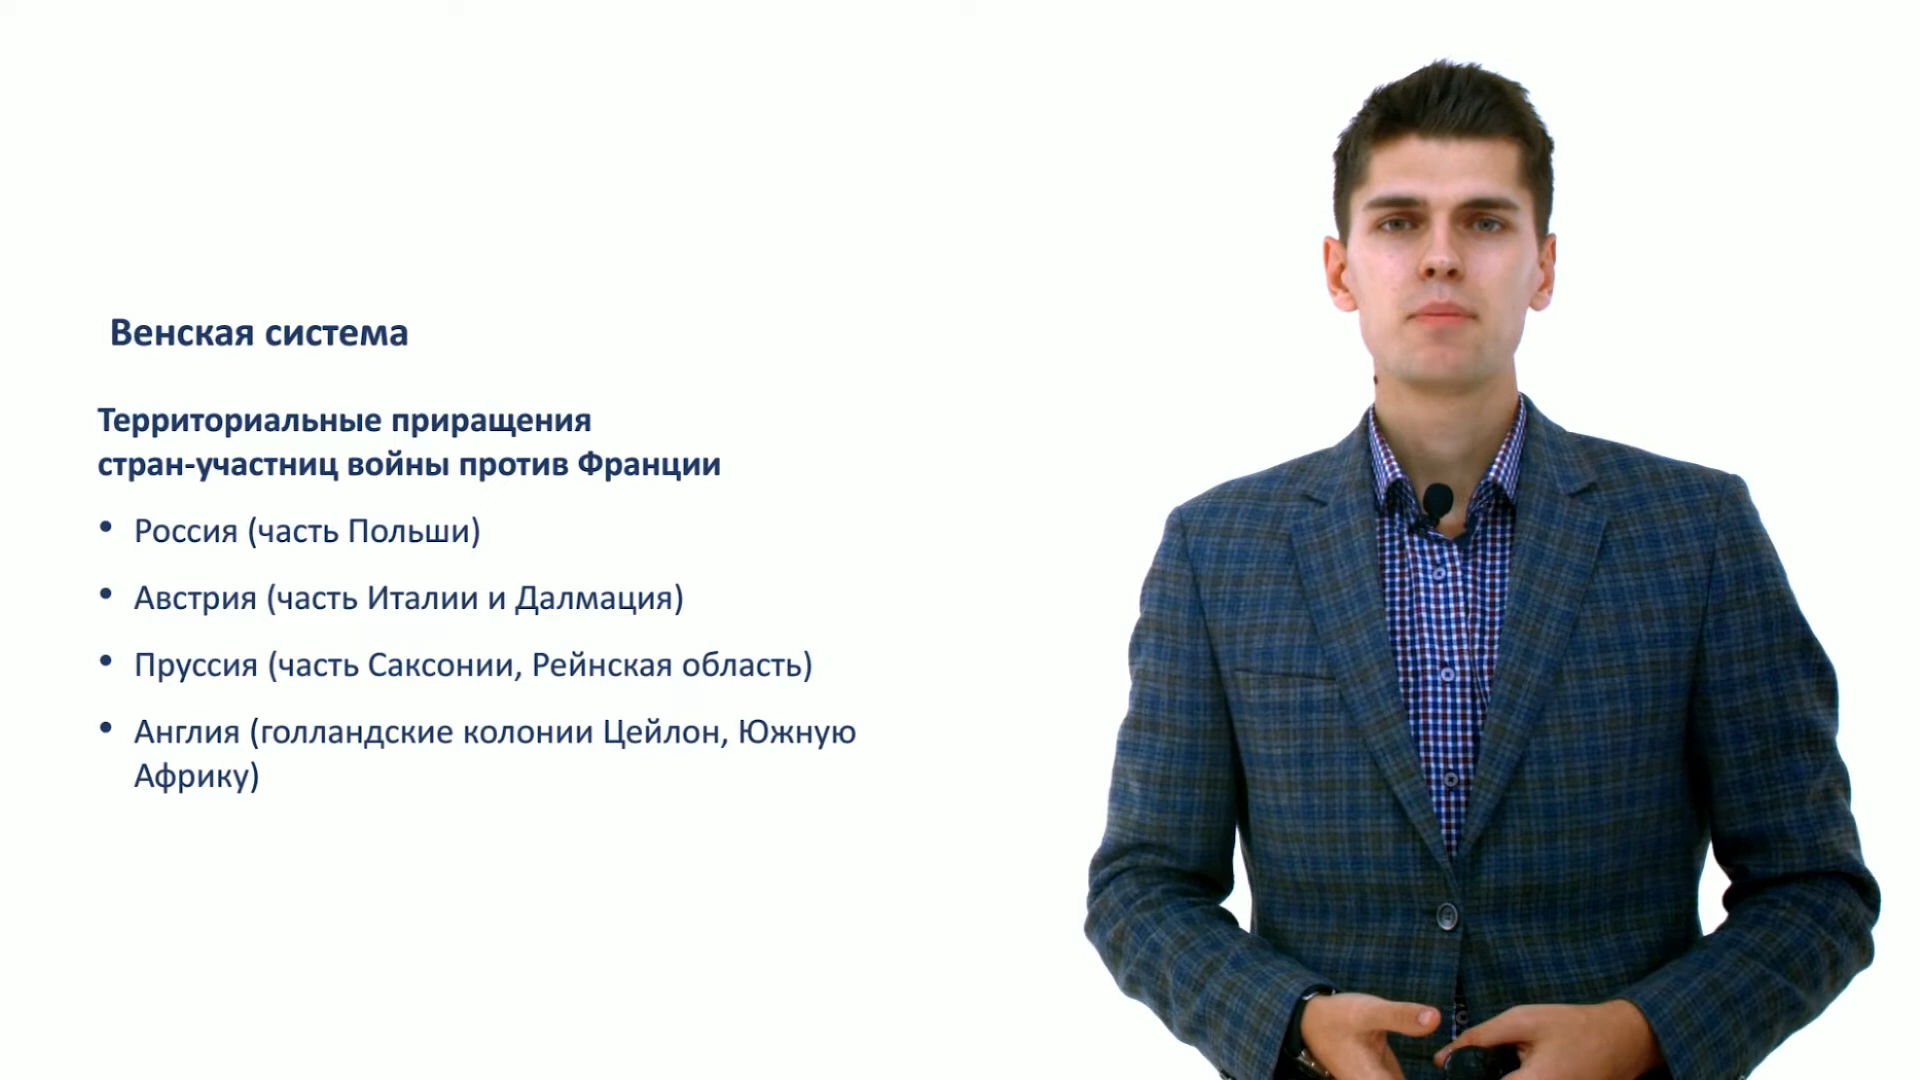 Венская система
Территориальные приращения
стран-участниц войны против Франции
• Россия (часть Польши)
• Австрия (часть Италии и Далмация)
• Пруссия (часть Саксонии, Рейнская область)
• Англия (голландские колонии Цейлон, Южную
Африку)